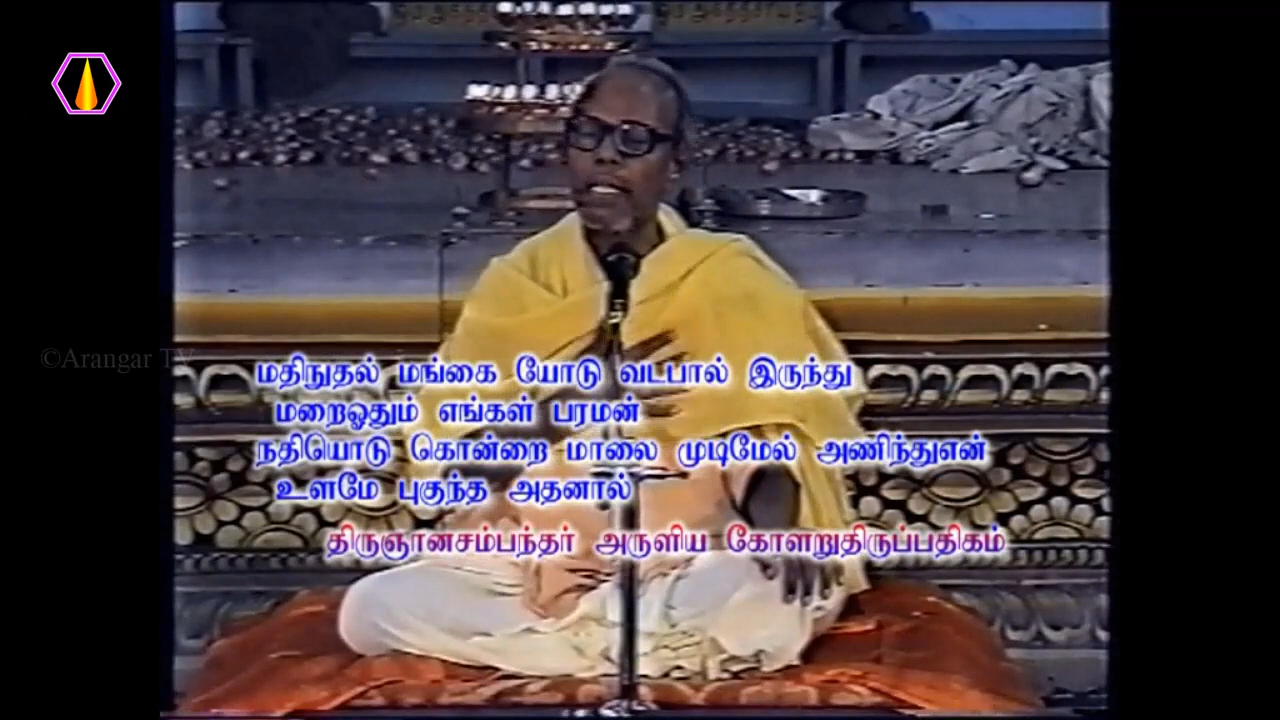 ©Arangar TV
மதிநுதல் மங்கை யோடு வடபால் இருந்து
மறைஓதும் எங்கள் பரமன்
நதியொடு கொன்றை மாலை முடிமேல் அணிந்துஎன்
உளமே புகுந்த அதனால்
திருஞானசம்பந்தர் அருளிய கோளறுதிருப்பதிகம்